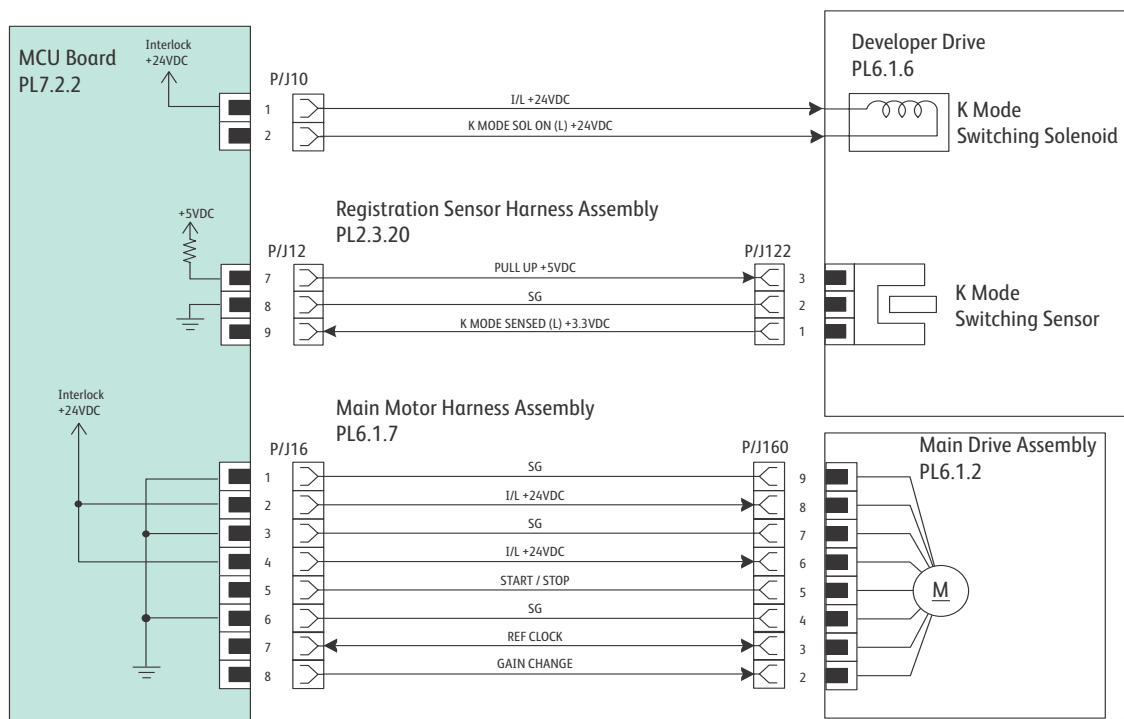 MCU Board
PL7.2.2
Interlock
+24VDC
P/J10
1
2
I/L +24VDC
K MODE SOL ON (L) +24VDC
Developer Drive
PL6.1.6
K Mode
Switching Solenoid
+5VDC
Registration Sensor Harness Assembly
PL2.3.20
P/J12
7
8
9
PULL UP +5VDC
SG
K MODE SENSED (L) +3.3VDC
P/J122
3
2
1
K Mode
Switching Sensor
Interlock
+24VDC
Main Motor Harness Assembly
PL6.1.7
P/J16
1
2
3
4
5
6
7
8
SG
I/L +24VDC
SG
I/L +24VDC
START / STOP
SG
REF CLOCK
GAIN CHANGE
P/J160
9
8
7
6
5
4
3
2
Main Drive Assembly
PL6.1.2
M